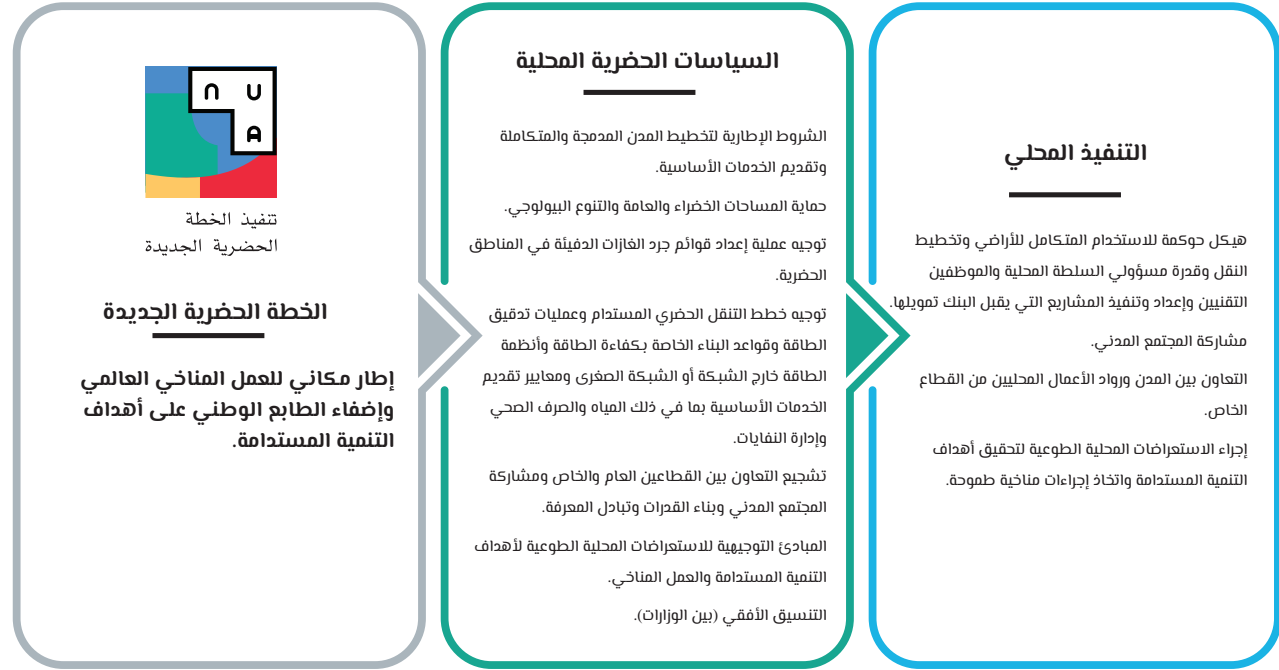 NUA
تنفيذ الخطة
الحضرية الجديدة
الخطة الحضرية الجديدة
إطار مكاني للعمل المناخي العالمي
وإضفاء الطابع الوطني على أهداف
التنمية المستدامة.
السياسات الحضرية المحلية
الشروط الإطارية لتخطيط المدن المدمجة والمتكاملة
وتقديم الخدمات الأساسية.
حماية المساحات الخضراء والعامة والتنوع البيولوجي.
توجيه عملية إعداد قوائم جرد الغازات الدفيئة في المناطق
الحضرية.
توجيه خطط التنقل الحضري المستدام وعمليات تدقيق
الطاقة وقواعد البناء الخاصة بكفاءة الطاقة وأنظمة
الطاقة خارج الشبكة أو الشبكة الصغرى ومعايير تقديم
الخدمات الأساسية بما في ذلك المياه والصرف الصحي
وإدارة النفايات.
تشجيع التعاون بين القطاعين العام والخاص ومشاركة
المجتمع المدني وبناء القدرات وتبادل المعرفة.
المبادئ التوجيهية للاستعراضات المحلية الطوعية لأهداف
التنمية المستدامة والعمل المناخي.
التنسيق الأفقي (بين الوزارات).
التنفيذ المحلي
هيكل حوكمة للاستخدام المتكامل للأراضي وتخطيط
النقل وقدرة مسؤولي السلطة المحلية والموظفين
التقنيين وإعداد وتنفيذ المشاريع التي يقبل البنك تمويلها.
مشاركة المجتمع المدني.
التعاون بين المدن ورواد الأعمال المحليين من القطاع
الخاص.
إجراء الاستعراضات المحلية الطوعية لتحقيق أهداف
التنمية المستدامة واتخاذ إجراءات مناخية طموحة.